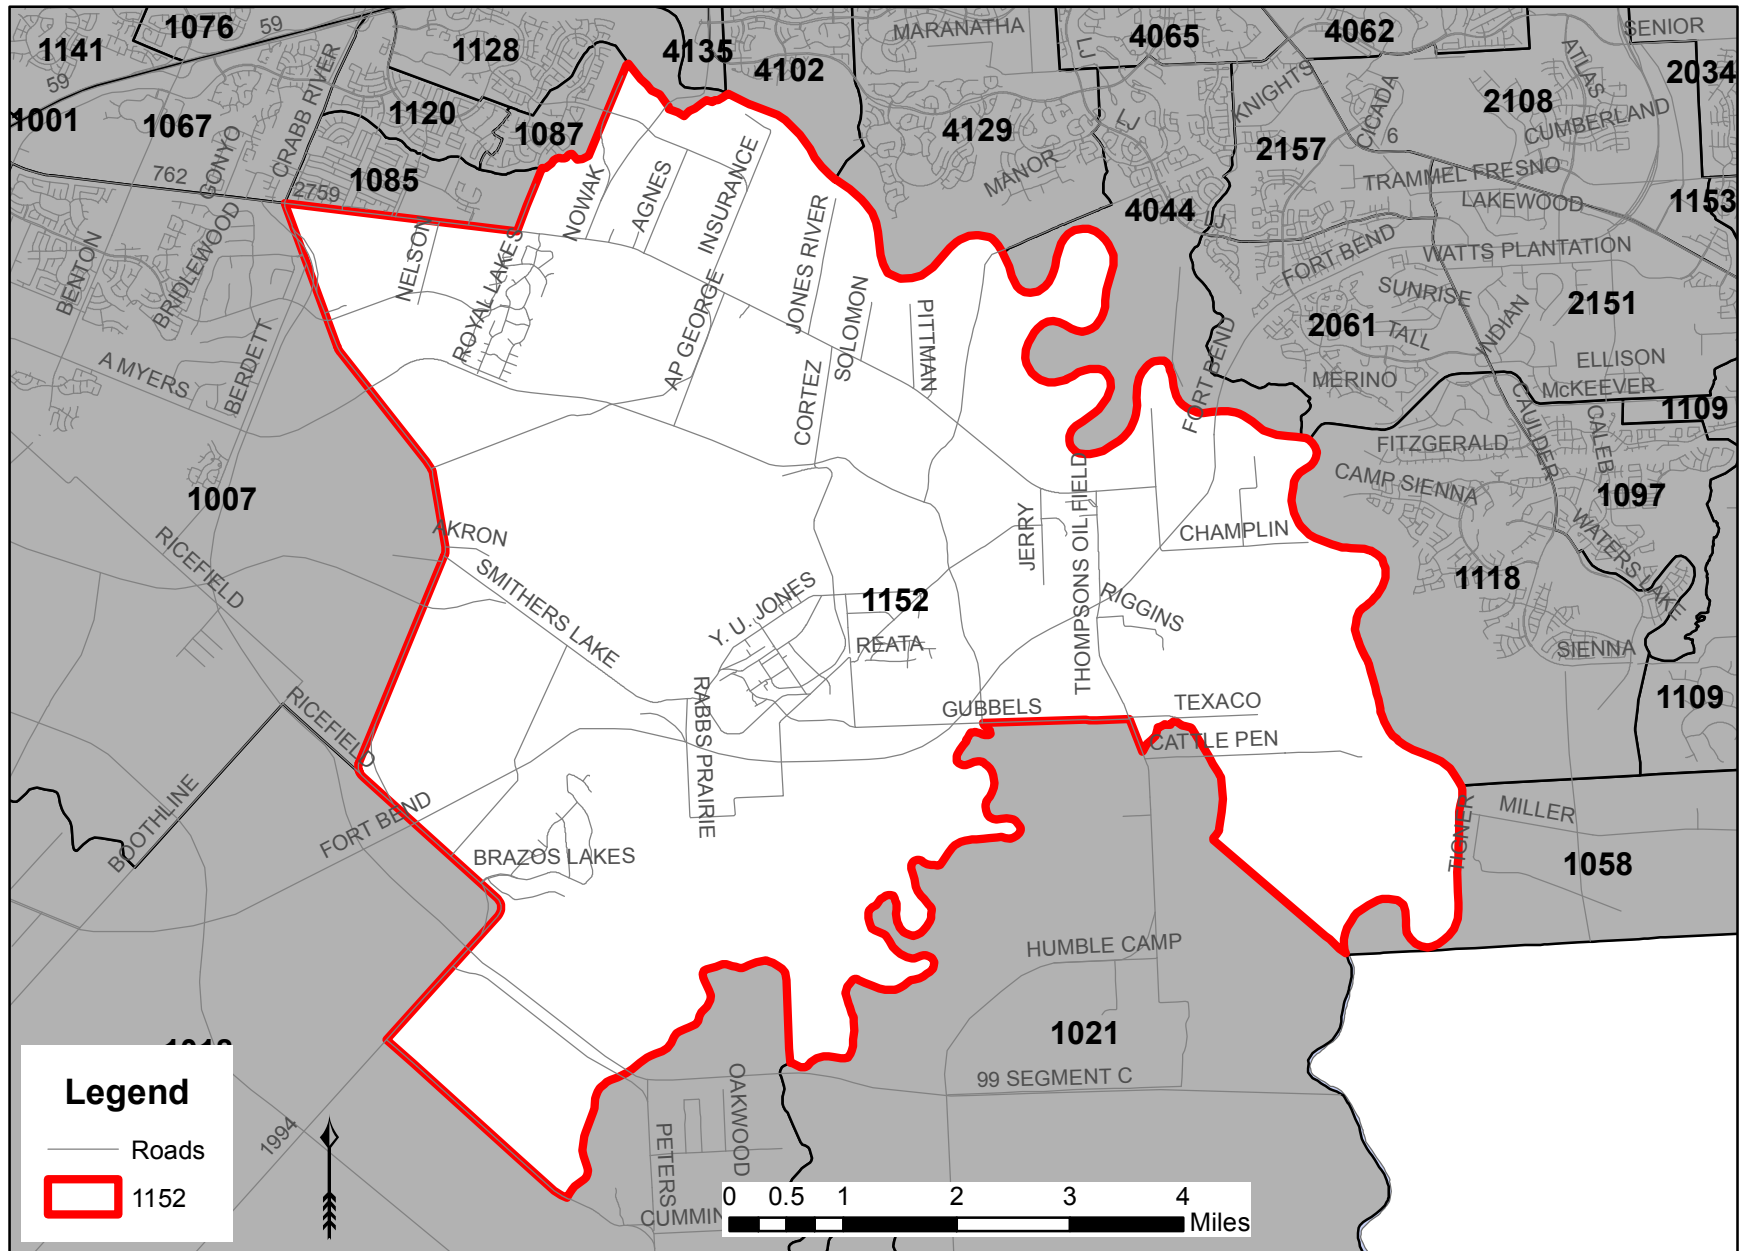 1076
59
1141
59
1128
4135
MARANATHA
LJ
4065
4062
SENIOR
4102
ATLAS
2034
1001
1067
CRABB RIVER
1120
1087
4129
LJ
KNIGHTS
2108
CUMBERLAND
CICADA
6
2157
GONYO
762
2759
1085
MANOR
TRAMMEL FRESNO
LAKEWOOD
1153
4044
LJ
NOWAK
AGNES
INSURANCE
BENTON
BRIDLEWOOD
NELSON
ROYAL LAKES
JONES RIVER
FORT BEND
WATTS PLANTATION
SUNRISE
2151
AP GEORGE
SOLOMON
PITTMAN
2061
TALL
INDIAN
ELLISON
A MYERS
BERDETT
CORTEZ
FORT BEND
MERINO
McKEEVER
1109
CAULDER
CALEB
FITZGERALD
CAMP SIENNA
1007
1097
RICEFIELD
AKRON
SMITHERS LAKE
JERRY
THOMPSONS OIL FIELD
CHAMPLIN
WATERS LAKE
1118
Y. U. JONES
1152
RIGGINS
REATA
SIENNA
RICEFIELD
RABBS PRAIRIE
GUBBELS
TEXACO
1109
CATTLE PEN
BOOTHLINE
FORT BEND
TIGNER
MILLER
BRAZOS LAKES
1058
HUMBLE CAMP
1021
99 SEGMENT C
OAKWOOD
PETERS
1994
Legend
Roads
1152
0 0.5 1 2 3 4
Miles